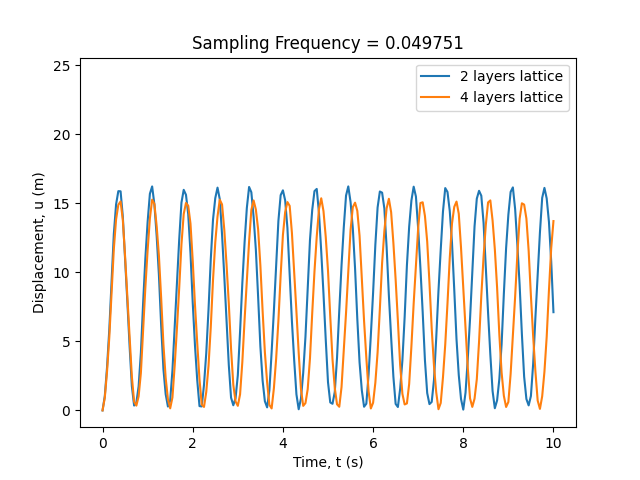 Sampling Frequency = 0.049751
2 layers lattice
4 layers lattice
25
20
15
10
5
0
Displacement, u (m)
0 2 4 6 8 10
Time, t (s)